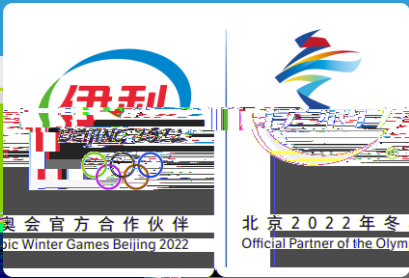 伊利
奥会官方合作伙伴
pic Winter Games Beijing 2022
北京2022年冬
Official Partner of the Olym